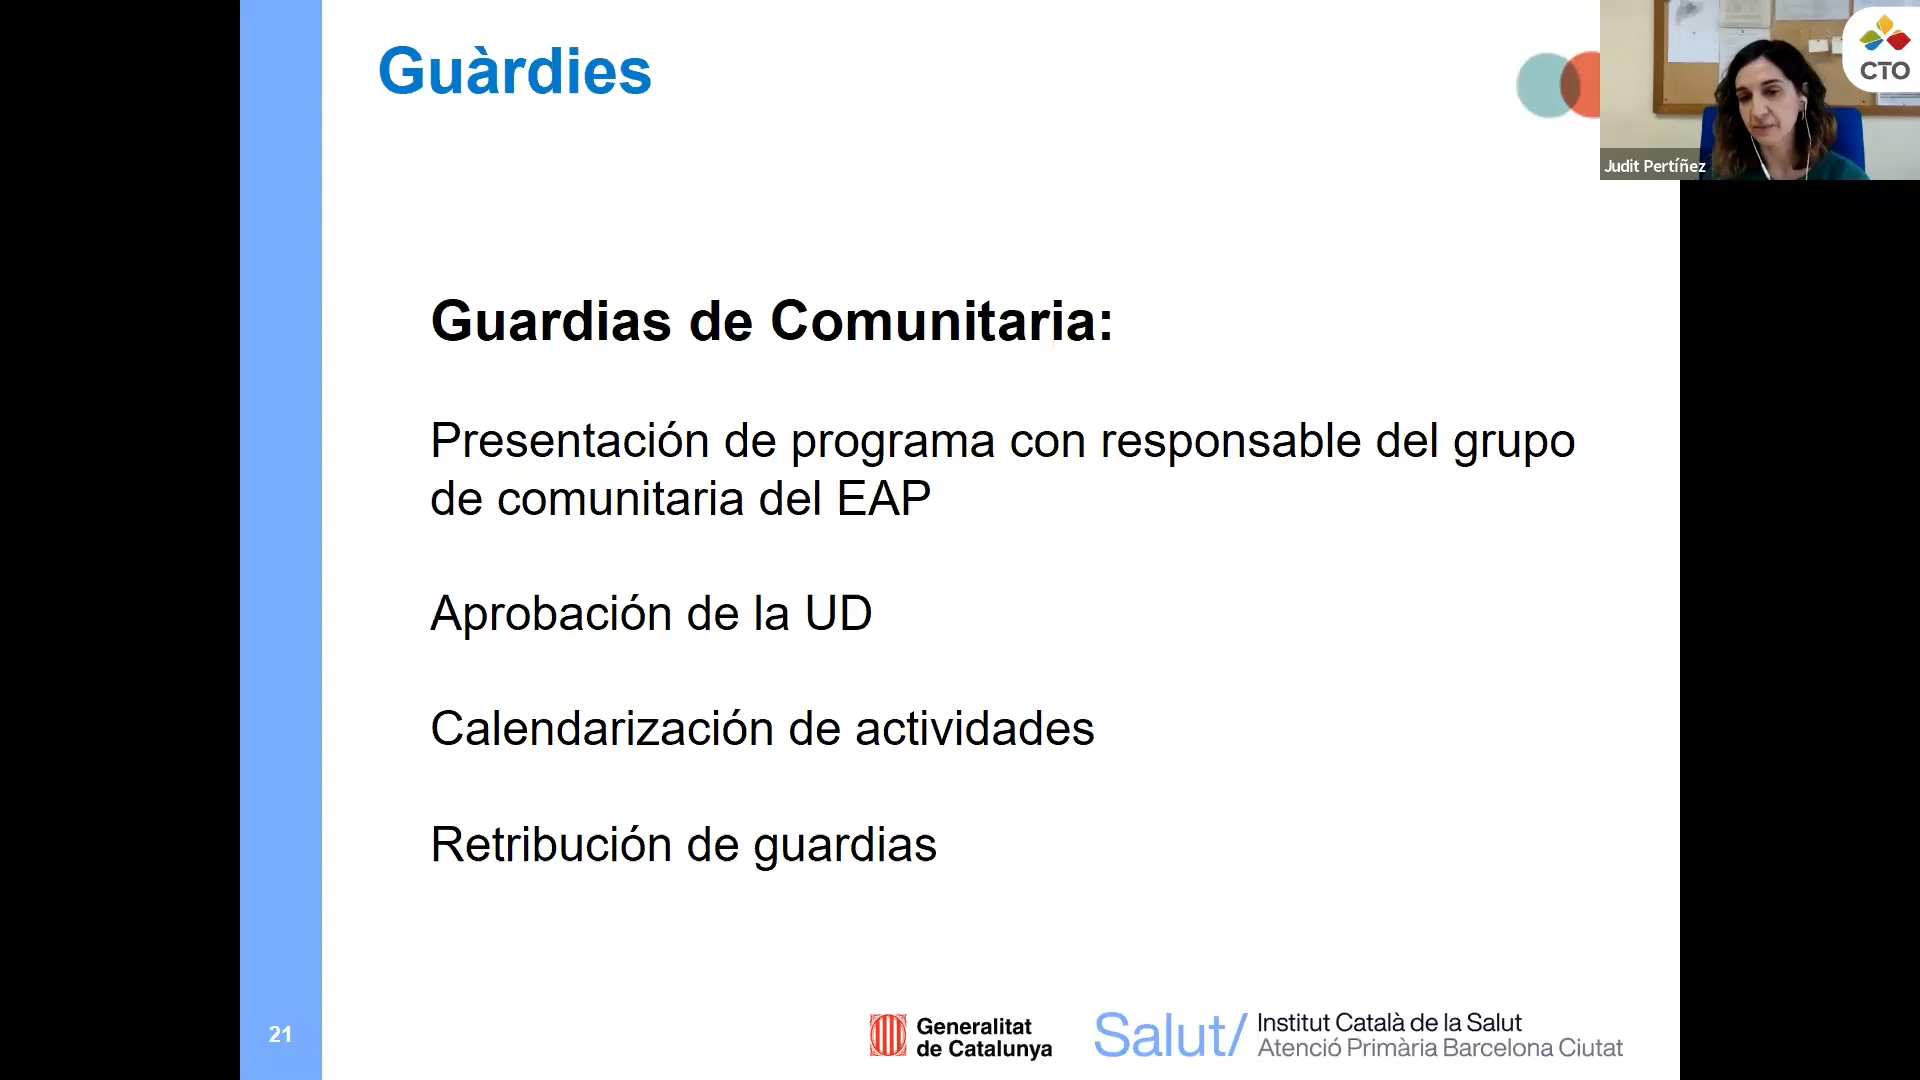 Guàrdies
CTO
Judit Pertíñez
Guardias de Comunitaria:
Presentación de programa con responsable del grupo
de comunitaria del EAP
Aprobación de la UD
Calendarización de actividades
Retribución de guardias
21
Generalitat
de Catalunya
Salut/
Institut Català de la Salut
Atenció Primària Barcelona Ciutat